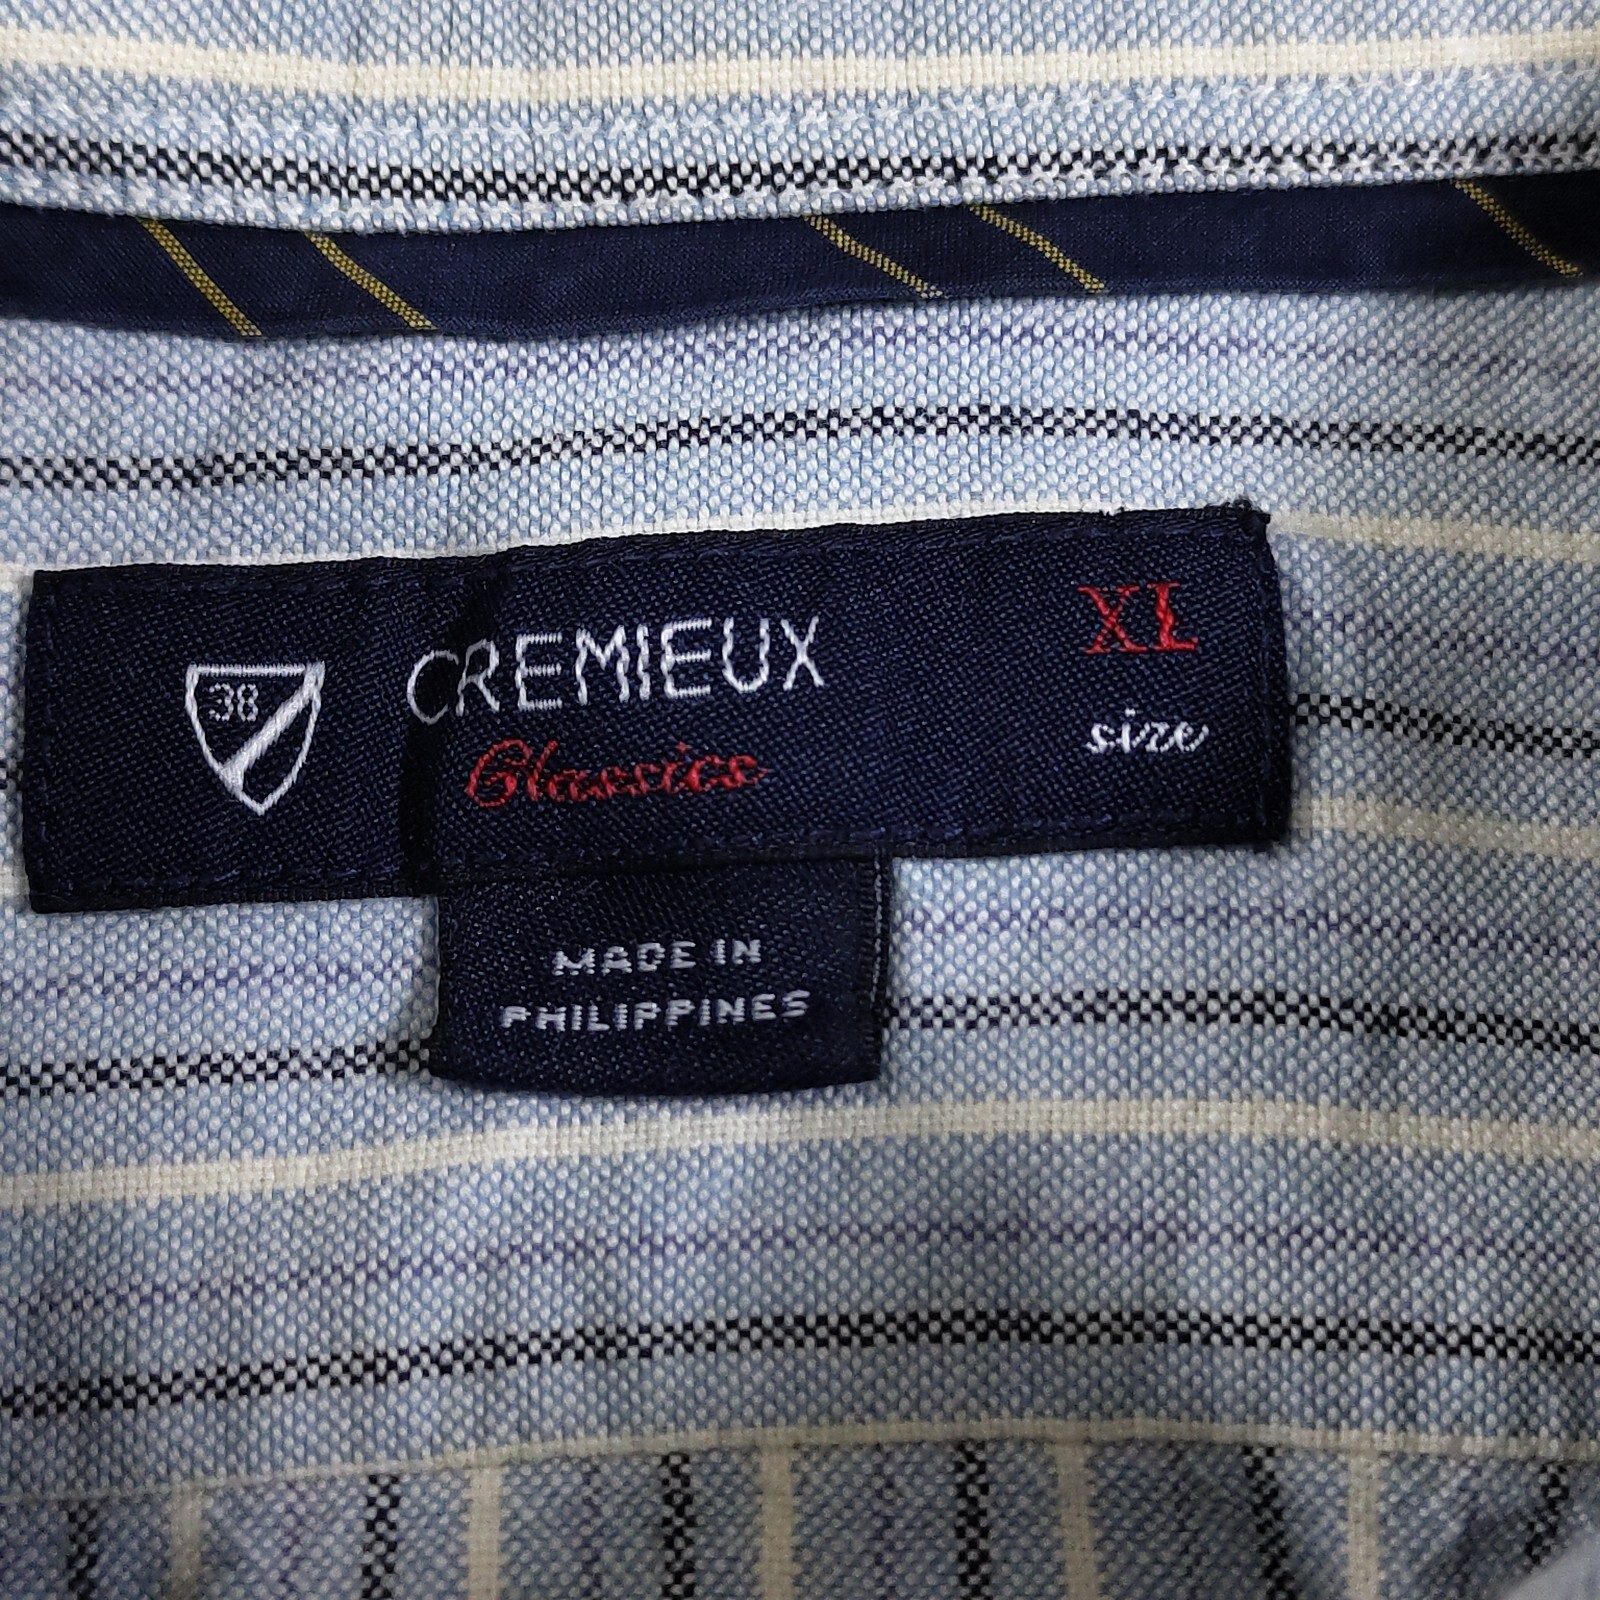 38
CREMIEUX
Classics
XL
size
MADE IN
PHILIPPINES